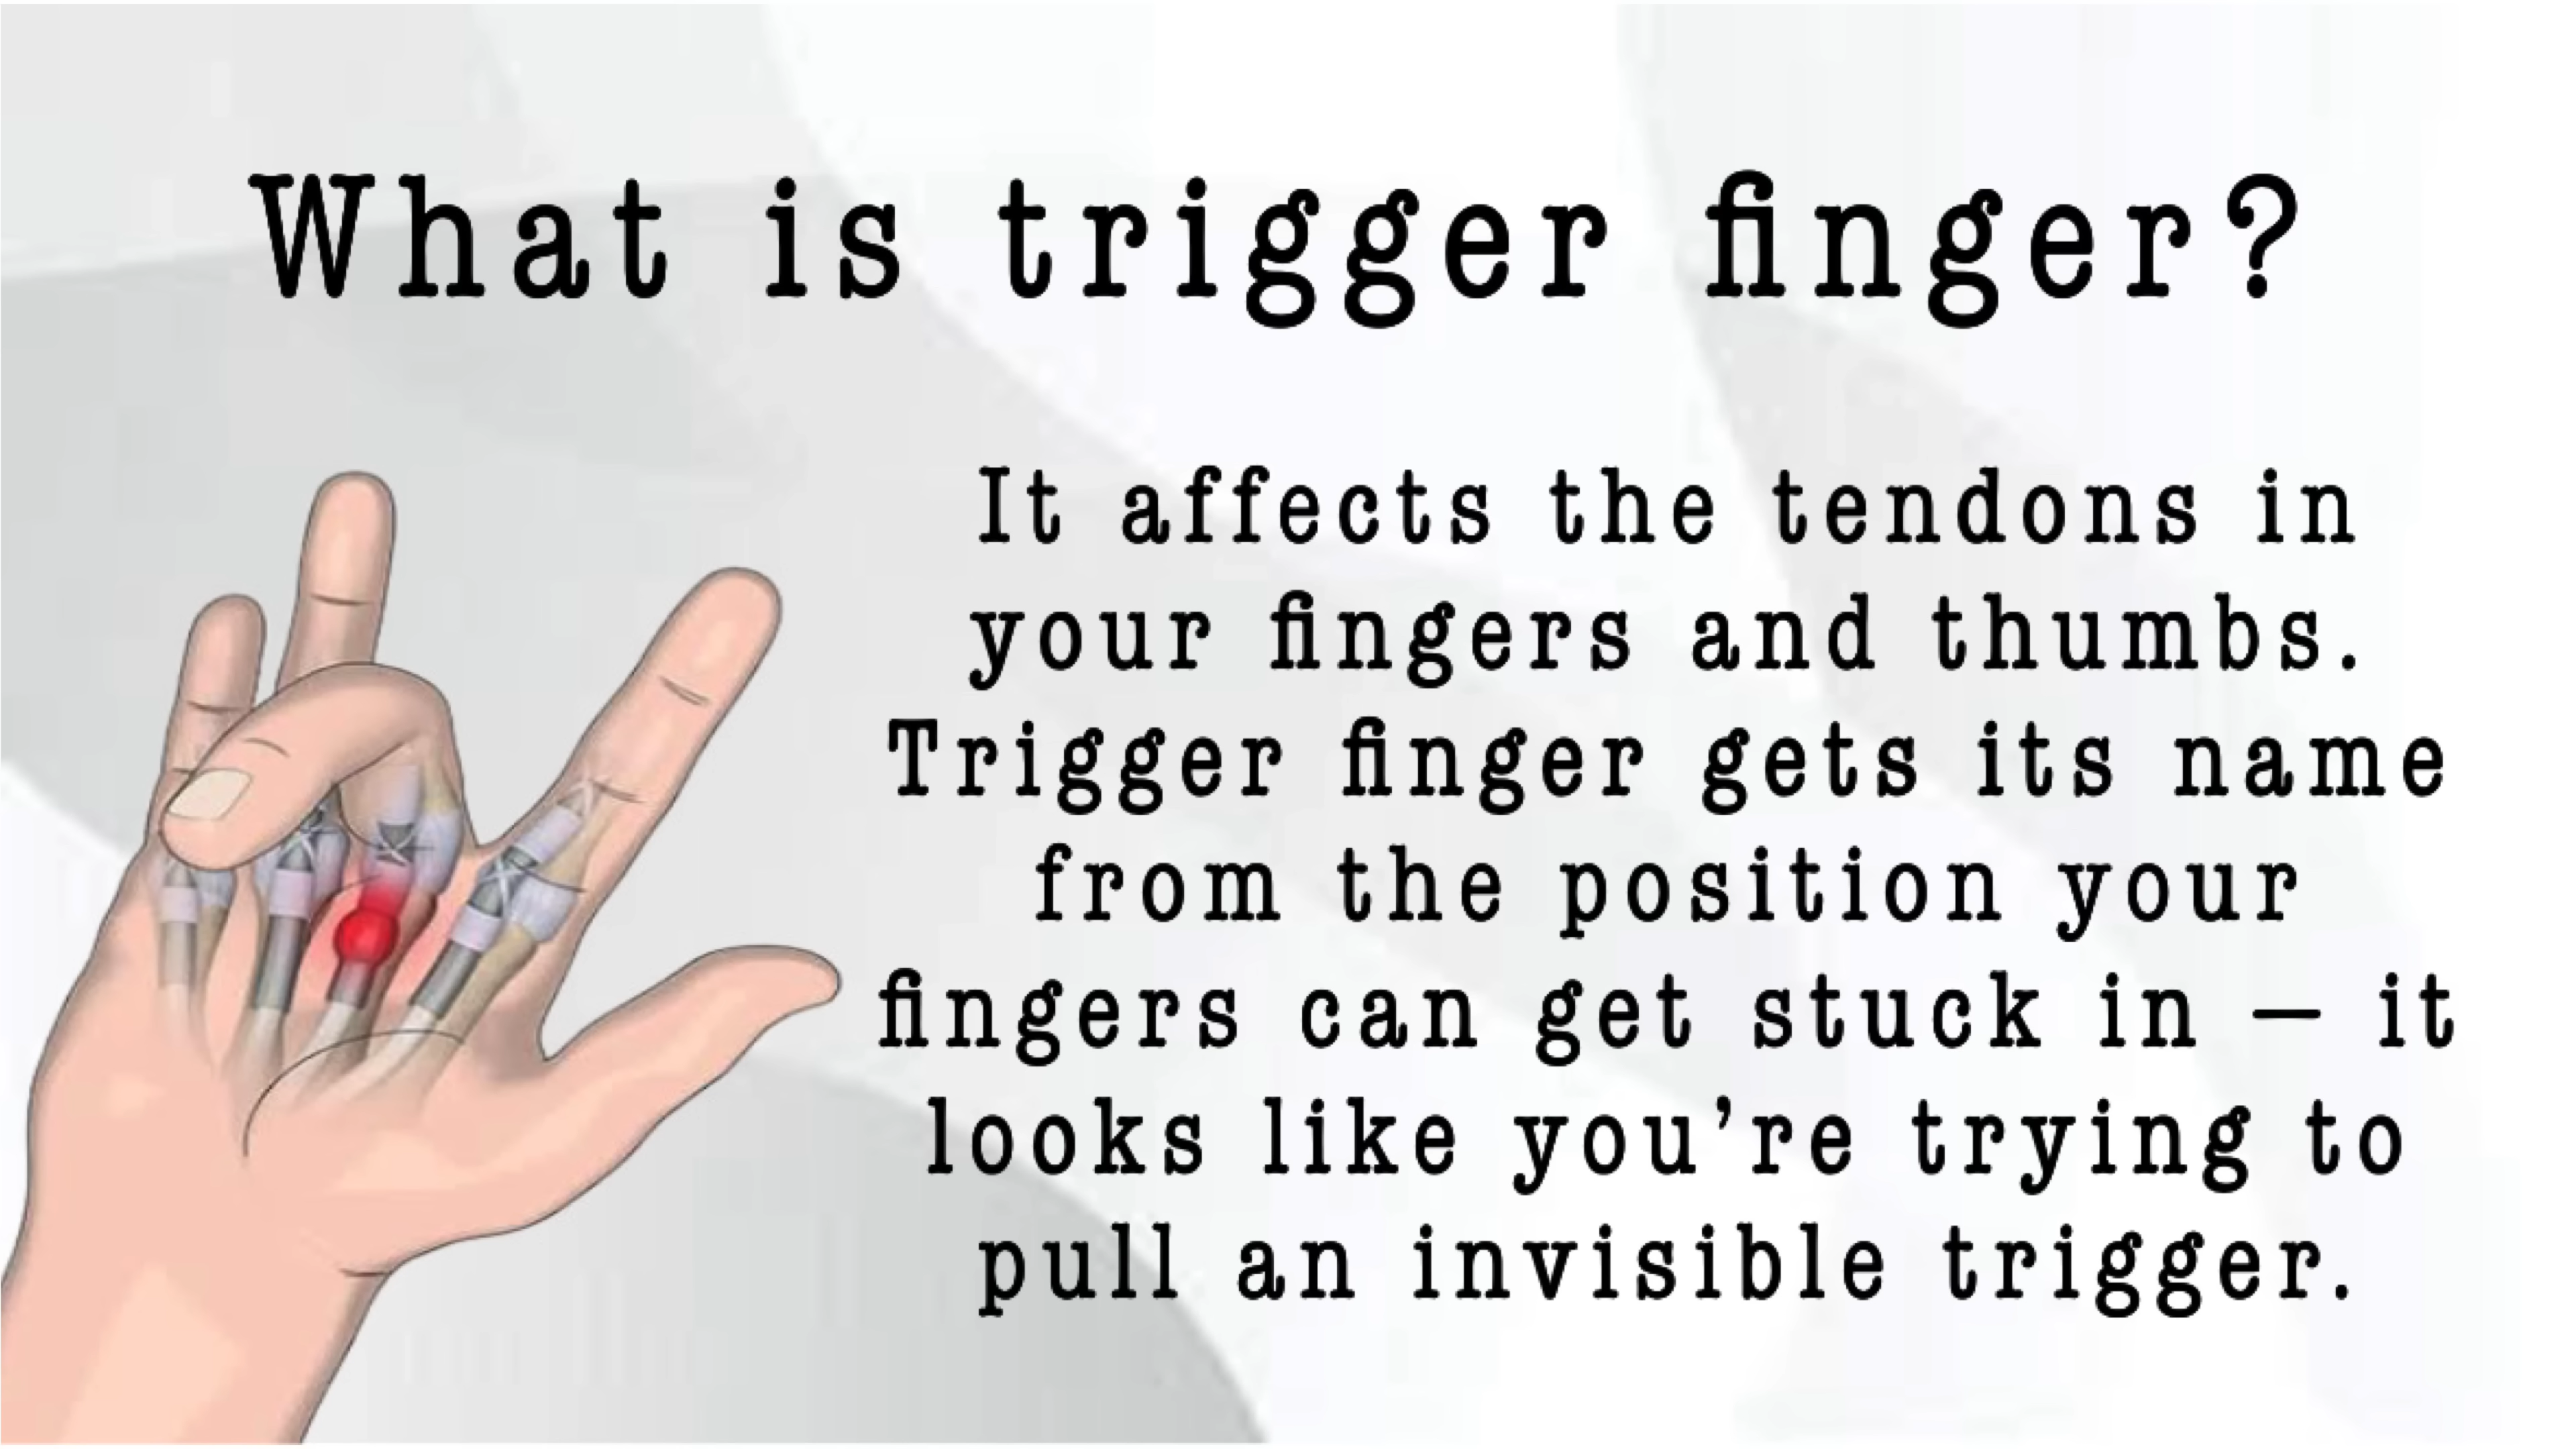 What is trigger finger?
It affects the tendons in
your fingers and thumbs.
Trigger finger gets its name
from the position your
fingers can get stuck in – it
looks like you’re trying to
pull an invisible trigger.